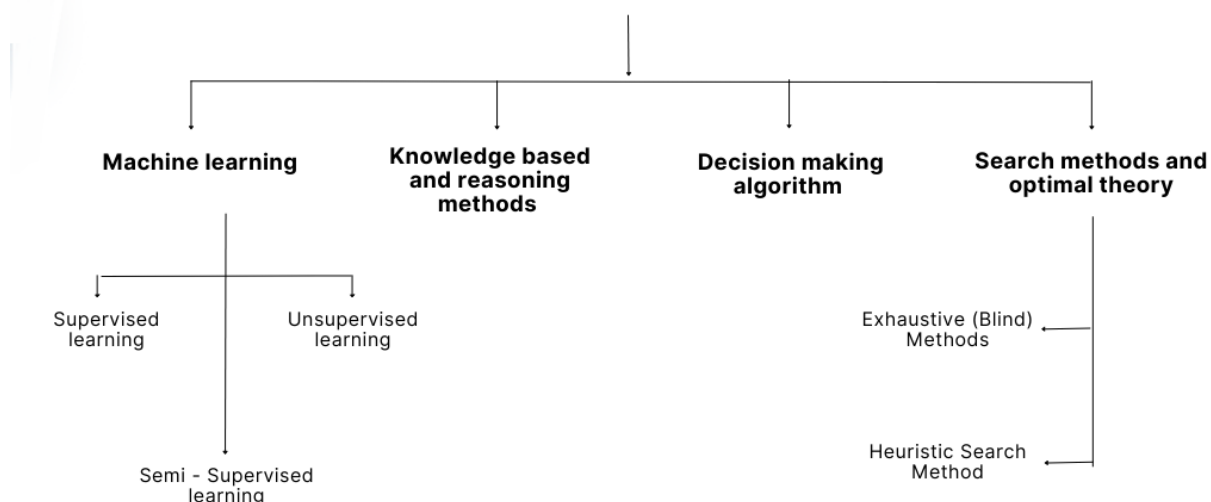 Machine learning
Knowledge based
and reasoning
methods
Decision making
algorithm
Search methods and
optimal theory
Supervised
learning
Unsupervised
learning
Semi - Supervised
learning
Exhaustive (Blind)
Methods
Heuristic Search
Method